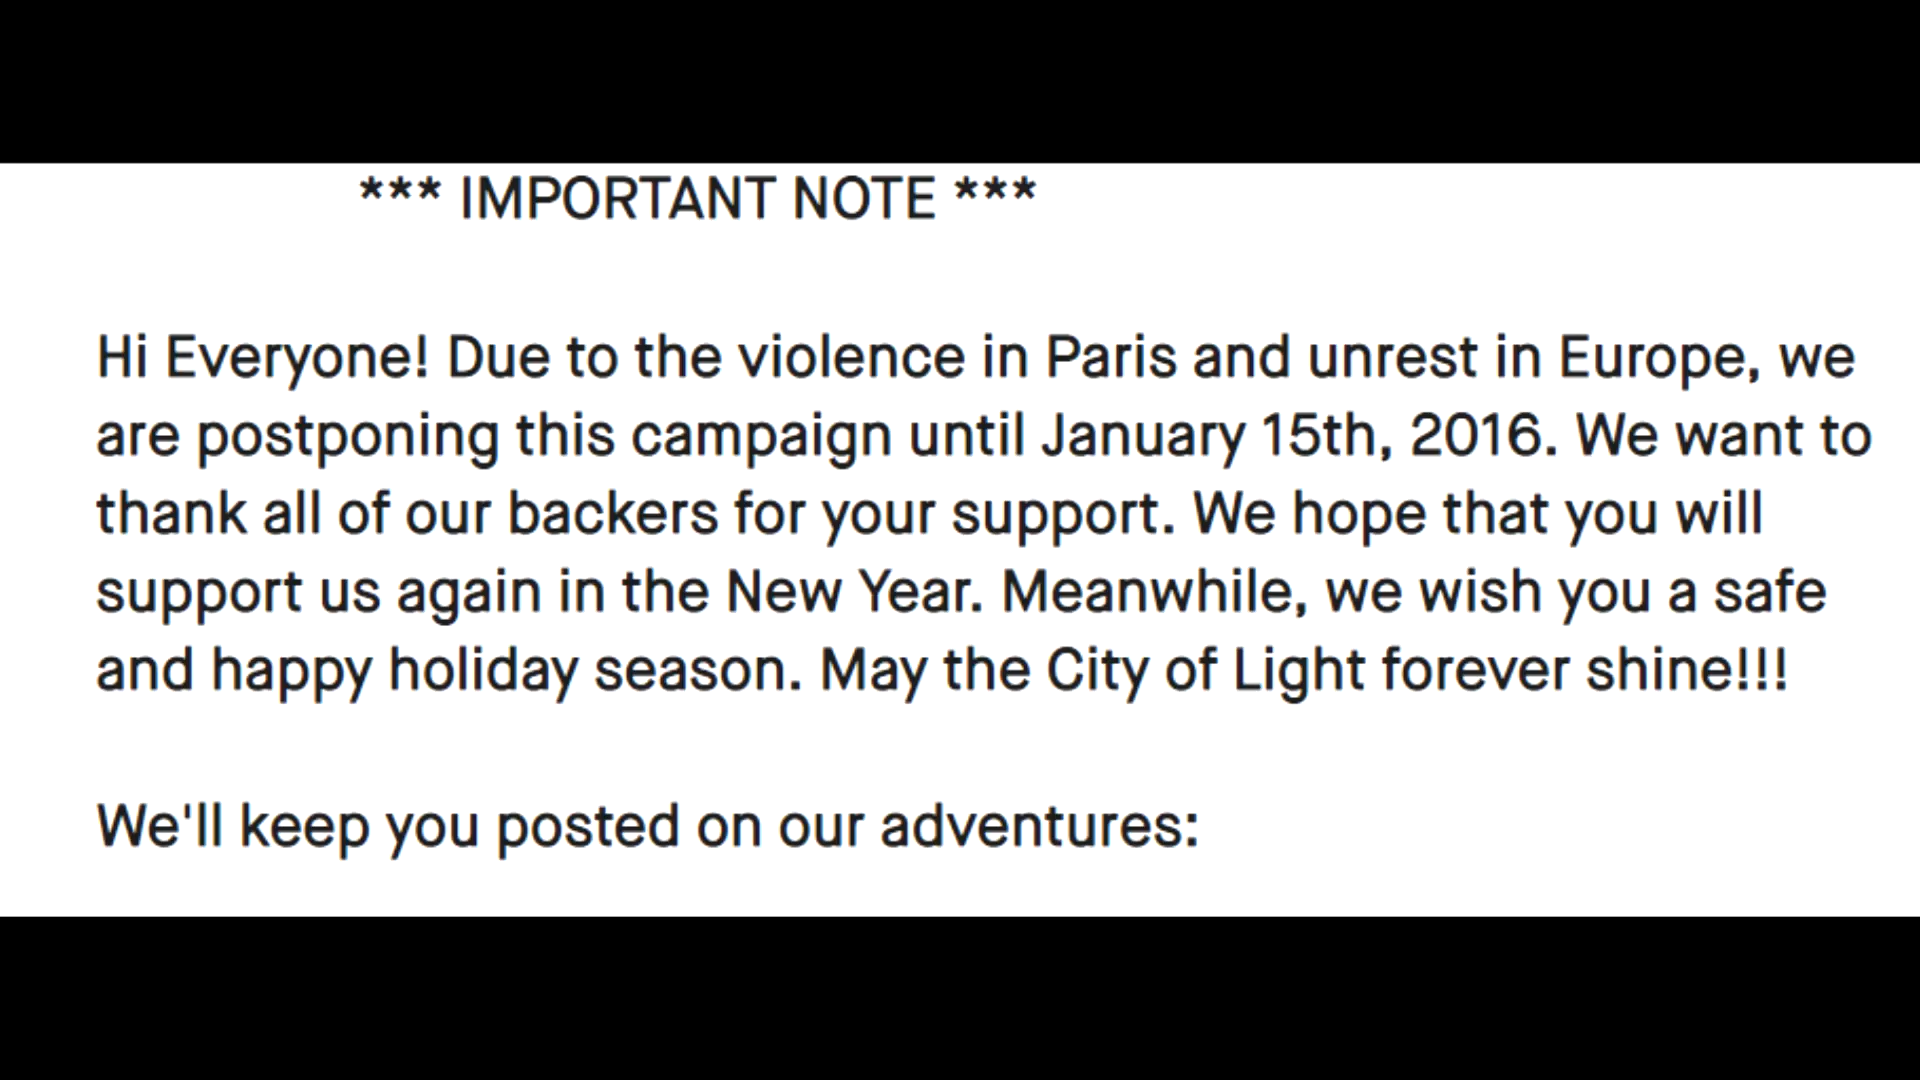 *** IMPORTANT NOTE ***
Hi Everyone! Due to the violence in Paris and unrest in Europe, we
are postponing this campaign until January 15th, 2016. We want to
thank all of our backers for your support. We hope that you will
support us again in the New Year. Meanwhile, we wish you a safe
and happy holiday season. May the City of Light forever shine!!!
We'll keep you posted on our adventures: